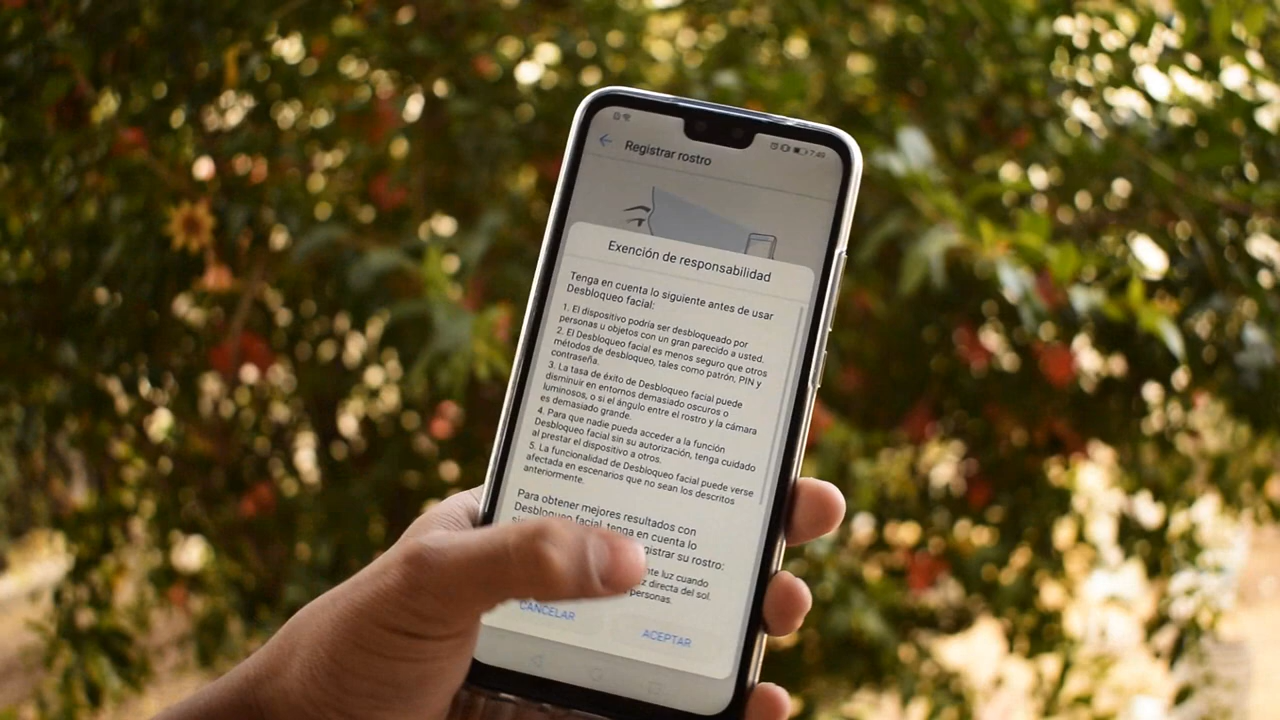 7:40
Registrar rostro
Exención de responsabilidad
Tenga en cuenta lo siguiente antes de usar
Desbloqueo facial:
1. El dispositivo podría ser desbloqueado por
personas u objetos con un gran parecido a usted.
2. El Desbloqueo facial es menos seguro que otros
métodos de desbloqueo, tales como patrón, PIN y
contraseña.
3. La tasa de éxito de Desbloqueo facial puede
disminuir en entornos demasiado oscuros o
luminosos, o si el ángulo entre el rostro y la cámara
es demasiado grande.
4. Para que nadie pueda acceder a la función
Desbloqueo facial sin su autorización, tenga cuidado
al prestar el dispositivo a otros.
5. La funcionalidad de Desbloqueo facial puede verse
afectada en escenarios que no sean los descritos
anteriormente.
Para obtener mejores resultados con
Desbloqueo facial, tenga en cuenta lo
su rostro:
luz cuando
directa del sol.
personas.
CANCELAR
ACEPTAR